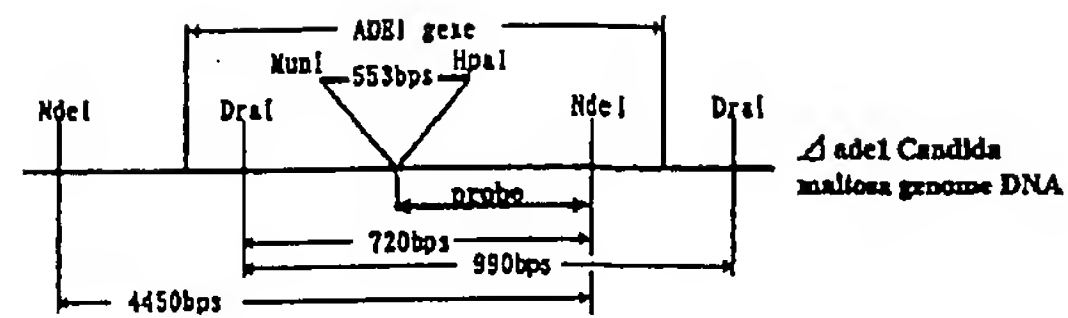 ADE1 gene
MunI
HpaI
553bps
NdeI
DraI
NdeI
DraI
Δ ade1 Candida
maltosa genome DNA
probe
720bps
990bps
4450bps